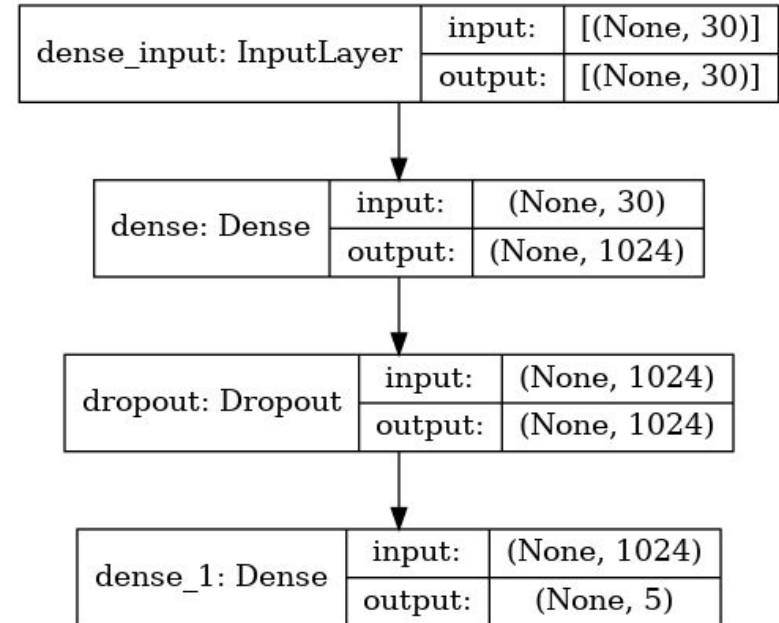 dense_input: InputLayer
input: [(None, 30)]
output: [(None, 30)]
dense: Dense
input: (None, 30)
output: (None, 1024)
dropout: Dropout
input: (None, 1024)
output: (None, 1024)
dense_1: Dense
input: (None, 1024)
output: (None, 5)